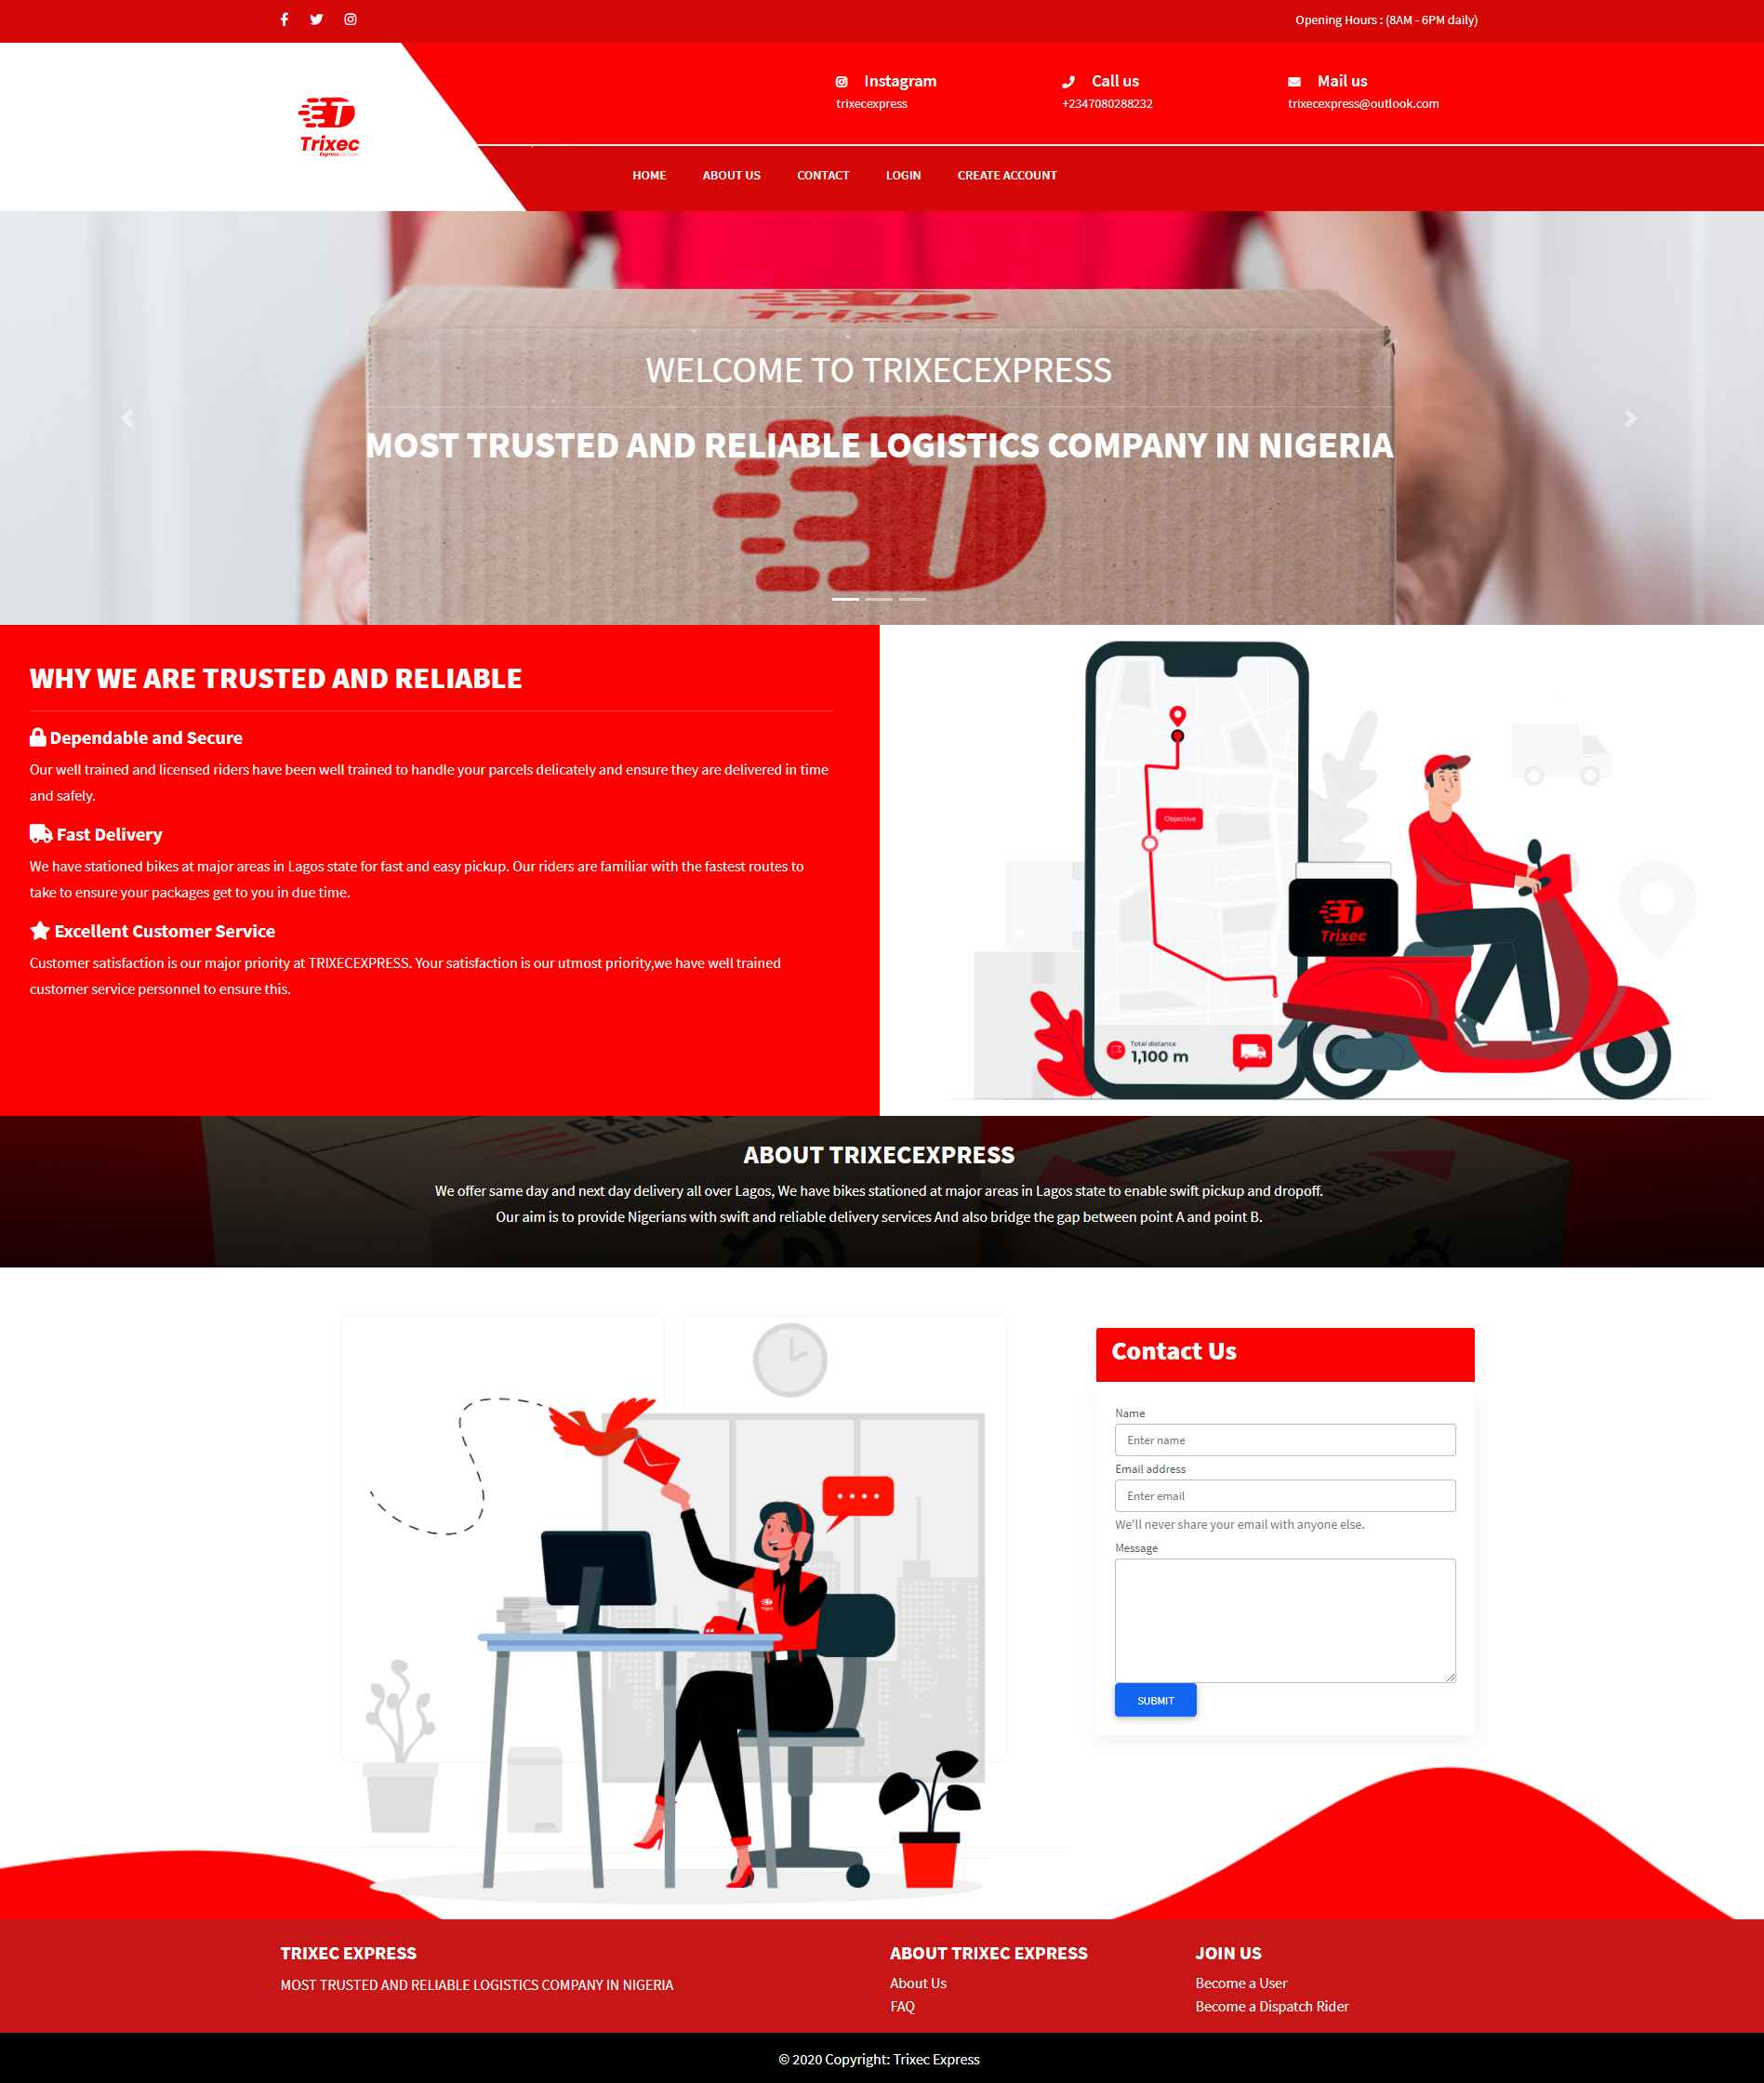 Opening Hours : (8AM - 6PM daily)
Instagram
trixecexpress
Call us
+2347080288232
Mail us
trixecexpress@outlook.com
T
Trixec
Express
HOME ABOUT US CONTACT LOGIN CREATE ACCOUNT
T
Trixec
WELCOME TO TRIXECEXPRESS
MOST TRUSTED AND RELIABLE LOGISTICS COMPANY IN NIGERIA
T
WHY WE ARE TRUSTED AND RELIABLE
Dependable and Secure
Our well trained and licensed riders have been well trained to handle your parcels delicately and ensure they are delivered in time
and safely.
Fast Delivery
We have stationed bikes at major areas in Lagos state for fast and easy pickup. Our riders are familiar with the fastest routes to
take to ensure your packages get to you in due time.
Excellent Customer Service
Customer satisfaction is our major priority at TRIXECEXPRESS. Your satisfaction is our utmost priority,we have well trained
customer service personnel to ensure this.
Objective
T
Trixec
Total distance
1,100 m
ABOUT TRIXECEXPRESS
We offer same day and next day delivery all over Lagos, We have bikes stationed at major areas in Lagos state to enable swift pickup and dropoff.
Our aim is to provide Nigerians with swift and reliable delivery services And also bridge the gap between point A and point B.
FAST
DELIVERY
EXPRESS
DELIVERY
Contact Us
Name
Enter name
Email address
Enter email
We'll never share your email with anyone else.
Message
SUBMIT
Trixec
TRIXEC EXPRESS
MOST TRUSTED AND RELIABLE LOGISTICS COMPANY IN NIGERIA
ABOUT TRIXEC EXPRESS
About Us
FAQ
JOIN US
Become a User
Become a Dispatch Rider
© 2020 Copyright: Trixec Express